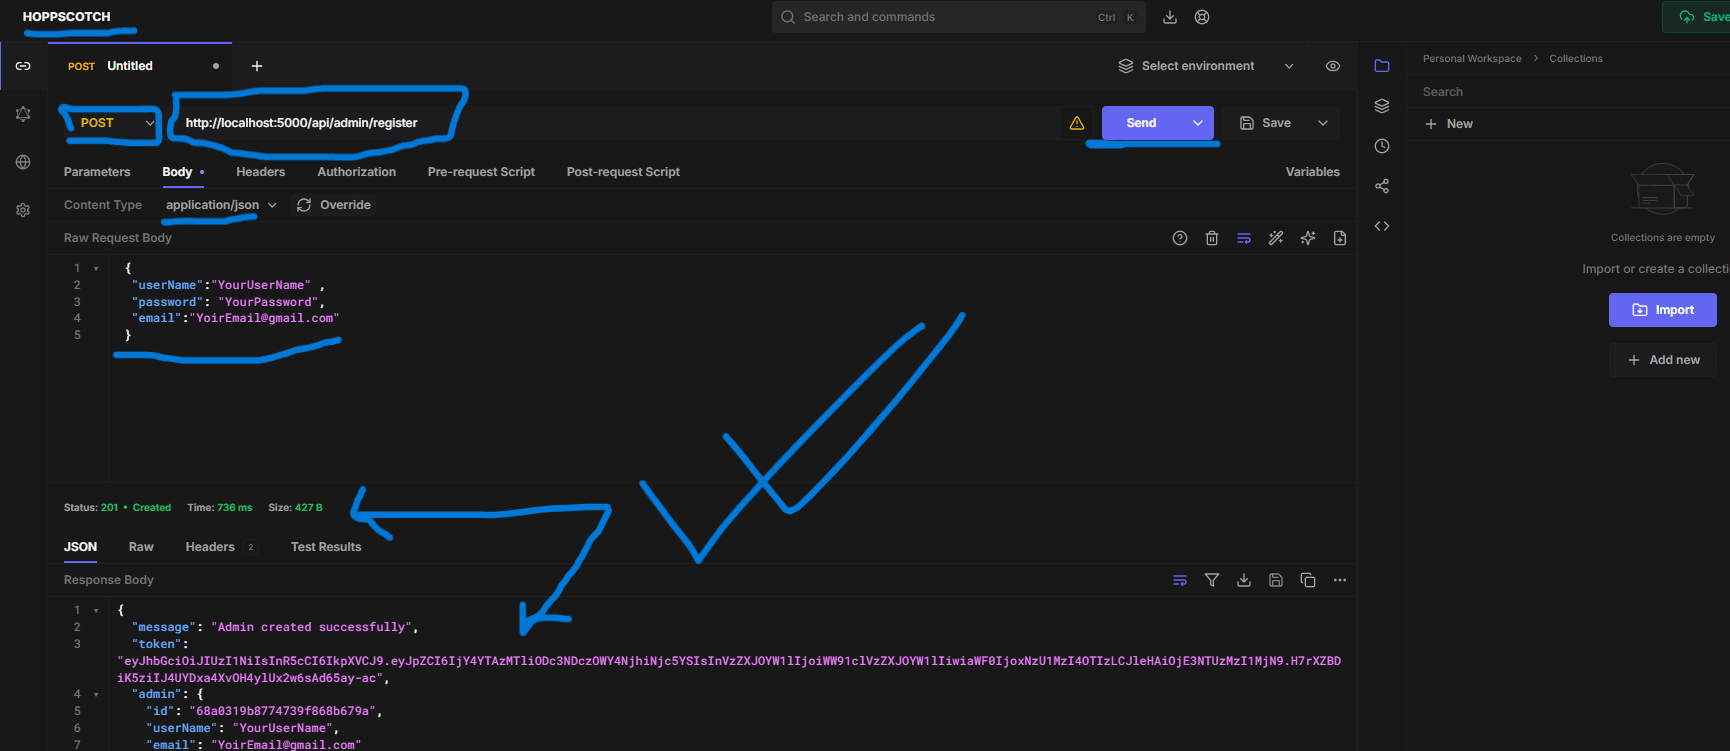 HOPPSCOTCH
Search and commands
Ctrl K
Save
POST Untitled
Select environment
Personal Workspace > Collections
Search
POST
http://localhost:5000/api/admin/register
Send
Save
New
Parameters
Body
Headers
Authorization
Pre-request Script
Post-request Script
Variables
Content Type
application/json
Override
Raw Request Body
Collections are empty
Import or create a collecti
Import
Add new
1 {
2 "userName":"YourUserName" ,
3 "password": "YourPassword",
4 "email":"YoirEmail@gmail.com"
5 }
Status: 201 • Created Time: 736 ms Size: 427 B
JSON
Raw
Headers 2
Test Results
Response Body
1 {
2 "message": "Admin created successfully",
3 "token":
"eyJhbGciOiJIUzI1NiIsInR5cCI6IkpXVCJ9.eyJpZCI6IjY4YTAzMTliODc3NDczOWY4NjhiNjc5YSIsInVzZXJOYW1lIjoiWW91clVzZXJOYW1lIiwiaWF0IjoxNzU1MzI4OTIzLCJleHAiOjE3NTUzMzI1MjN9.H7rXZBD
iK5ziIJ4UYDxa4XvOH4ylUx2w6sAd65ay-ac",
4 "admin": {
5 "id": "68a0319b8774739f868b679a",
6 "userName": "YourUserName",
7 "email": "YoirEmail@gmail.com"